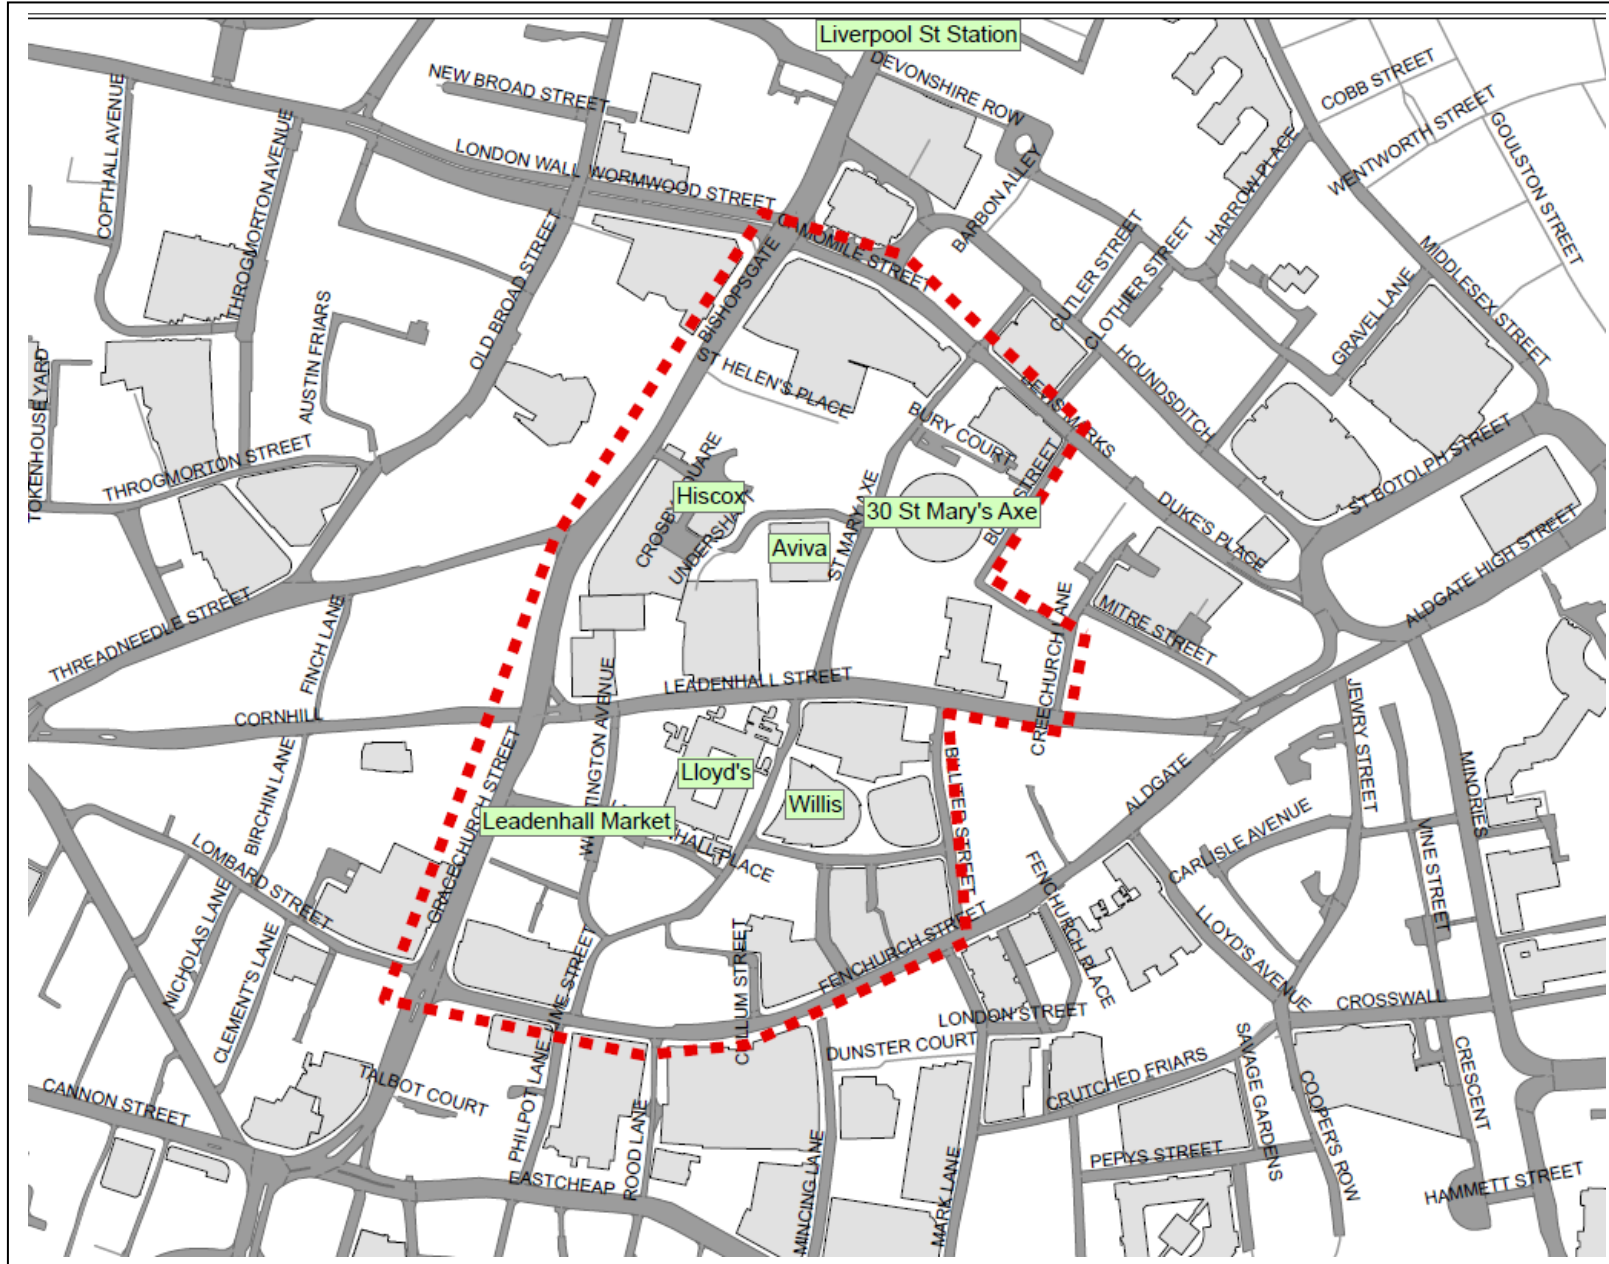 Liverpool St Station
DEVONSHIRE ROW
NEW BROAD STREET
COBB STREET
WENTWORTH STREET
GOULSTON STREET
COPTHALL AVENUE
THROGMORTON AVENUE
LONDON WALL
WORMWOOD STREET
BARBON ALLEY
HARROW PLACE
CAMOMILE STREET
CUTLER STREET
CLOTHIER STREET
MIDDLESEX STREET
OLD BROAD STREET
BISHOPSGATE
AUSTIN FRIARS
ST HELEN'S PLACE
GRAVEL LANE
HOUNDSDITCH
BEVIS MARKS
BURY COURT
TOKENHOUSE YARD
THROGMORTON STREET
CROSBY SQUARE
Hiscox
UNDERSHAFT
Aviva
ST MARY AXE
30 St Mary's Axe
DUKE'S PLACE
ST BOTOLPH STREET
ALDGATE HIGH STREET
THREADNEEDLE STREET
FINCH LANE
CREECHURCH LANE
MITRE STREET
LEADENHALL STREET
CORNHILL
JEWRY STREET
BIRCHIN LANE
GRACECHURCH STREET
WHITTINGTON AVENUE
Lloyd's
Willis
BILLITER STREET
ALDGATE
MINORIES
Leadenhall Market
HALL PLACE
LOMBARD STREET
CARLISLE AVENUE
VINE STREET
NICHOLAS LANE
CLEMENT'S LANE
LIME STREET
CULLUM STREET
FENCHURCH STREET
FENCHURCH PLACE
LLOYD'S AVENUE
LONDON STREET
CROSSWALL
DUNSTER COURT
CRUTCHED FRIARS
SAVAGE GARDENS
COOPER'S ROW
CRESCENT
CANNON STREET
TALBOT COURT
PHILPOT LANE
ROOD LANE
EASTCHEAP
MINCING LANE
MARK LANE
PEPYS STREET
HAMMETT STREET